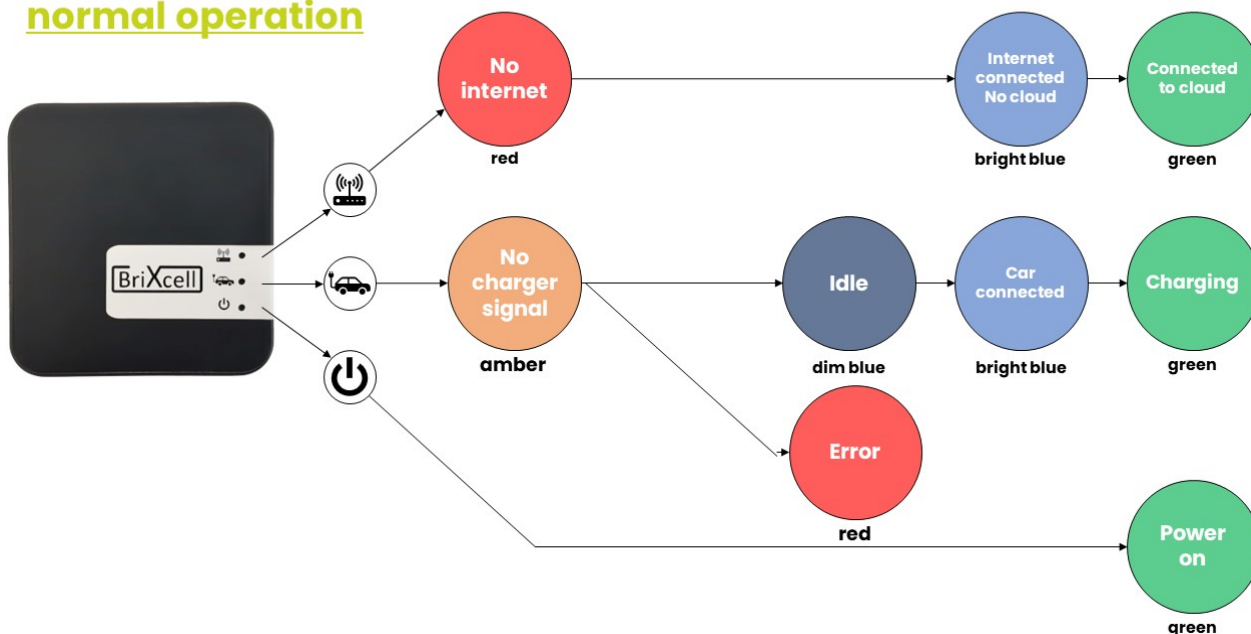 normal operation
No
internet
red
Internet
connected
No cloud
bright blue
Connected
to cloud
green
BriXcell
No
charger
signal
amber
Idle
dim blue
Car
connected
bright blue
Charging
green
Error
red
Power
on
green